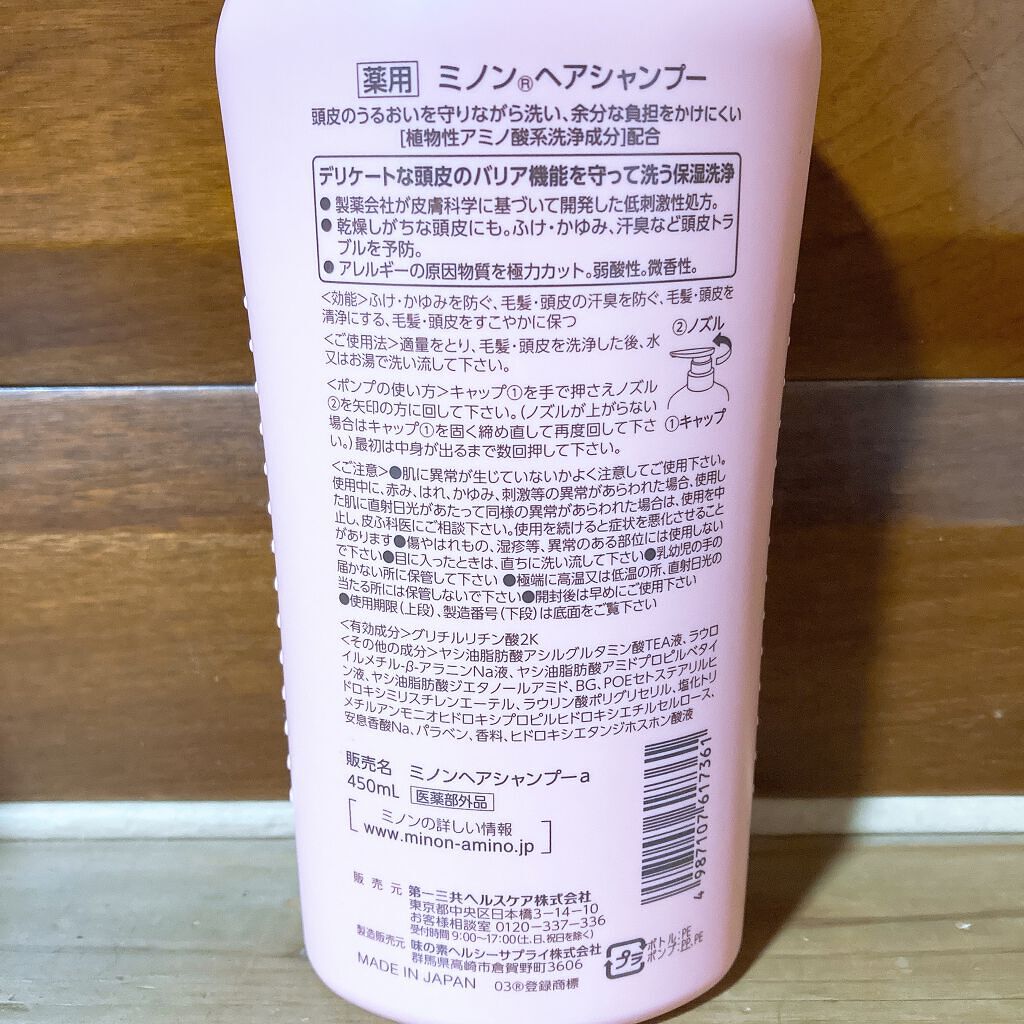 薬用 ミノン®ヘアシャンプー
頭皮のうるおいを守りながら洗い、余分な負担をかけにくい
[植物性アミノ酸系洗浄成分]配合
デリケートな頭皮のバリア機能を守って洗う保湿洗浄
●製薬会社が皮膚科学に基づいて開発した低刺激性処方。
●乾燥しがちな頭皮にも。ふけ・かゆみ、汗臭など頭皮トラ
ブルを予防。
●アレルギーの原因物質を極力カット。弱酸性。微香性。
<効能>ふけ・かゆみを防ぐ、毛髪・頭皮の汗臭を防ぐ、毛髪・頭皮を
清浄にする、毛髪・頭皮をすこやかに保つ
<ご使用法>適量をとり、毛髪・頭皮を洗浄した後、水
又はお湯で洗い流して下さい。
②ノズル
<ポンプの使い方>キャップ①を手で押さえノズル
②を矢印の方に回して下さい。(ノズルが上がらない
場合はキャップ①を固く締め直して再度回して下さ
い。)最初は中身が出るまで数回押して下さい。
①キャップ
<ご注意>●肌に異常が生じていないかよく注意してご使用下さい。
使用中に、赤み、はれ、かゆみ、刺激等の異常があらわれた場合、使用し
た肌に直射日光があたって同様の異常があらわれた場合は、使用を中
止し、皮ふ科医にご相談下さい。使用を続けると症状を悪化させること
があります●傷やはれもの、湿疹等、異常のある部位には使用しない
で下さい●目に入ったときは、直ちに洗い流して下さい●乳幼児の手の
届かない所に保管して下さい ●極端に高温又は低温の所、直射日光の
当たる所には保管しないで下さい●開封後は早めにご使用下さい
●使用期限(上段)、製造番号(下段)は底面をご覧下さい
<有効成分>グリチルリチン酸2K
<その他の成分>ヤシ油脂肪酸アシルグルタミン酸TEA液、ラウロ
イルメチル-β-アラニンNa液、ヤシ油脂肪酸アミドプロピルベタイ
ン液、ヤシ油脂肪酸ジエタノールアミド、BG、POEセトステアリルヒ
ドロキシミリスチレンエーテル、ラウリン酸ポリグリセリル、塩化トリ
メチルアンモニオヒドロキシプロピルヒドロキシエチルセルロース、
安息香酸Na、パラベン、香料、ヒドロキシエタンジホスホン酸液
販売名 ミノンヘアシャンプーa
450mL 医薬部外品
ミノンの詳しい情報
www.minon-amino.jp
4 987107 617361
販売元 第一三共ヘルスケア株式会社
東京都中央区日本橋3-14-10
お客様相談室 0120-337-336
受付時間 9:00~17:00(土、日、祝日を除く)
製造販売元 味の素ヘルシーサプライ株式会社
群馬県高崎市倉賀野町3606
プラ
ボトル:PE
ポンプ:PP、PE
MADE IN JAPAN 03®登録商標